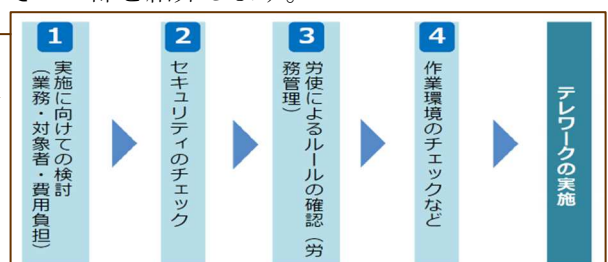 1
実施に向けての検討
（業務・対象者・費用負担）
2
セキュリティのチェック
3
労使によるルールの確認（労
務管理）
4
作業環境のチェックなど
テレワークの実施